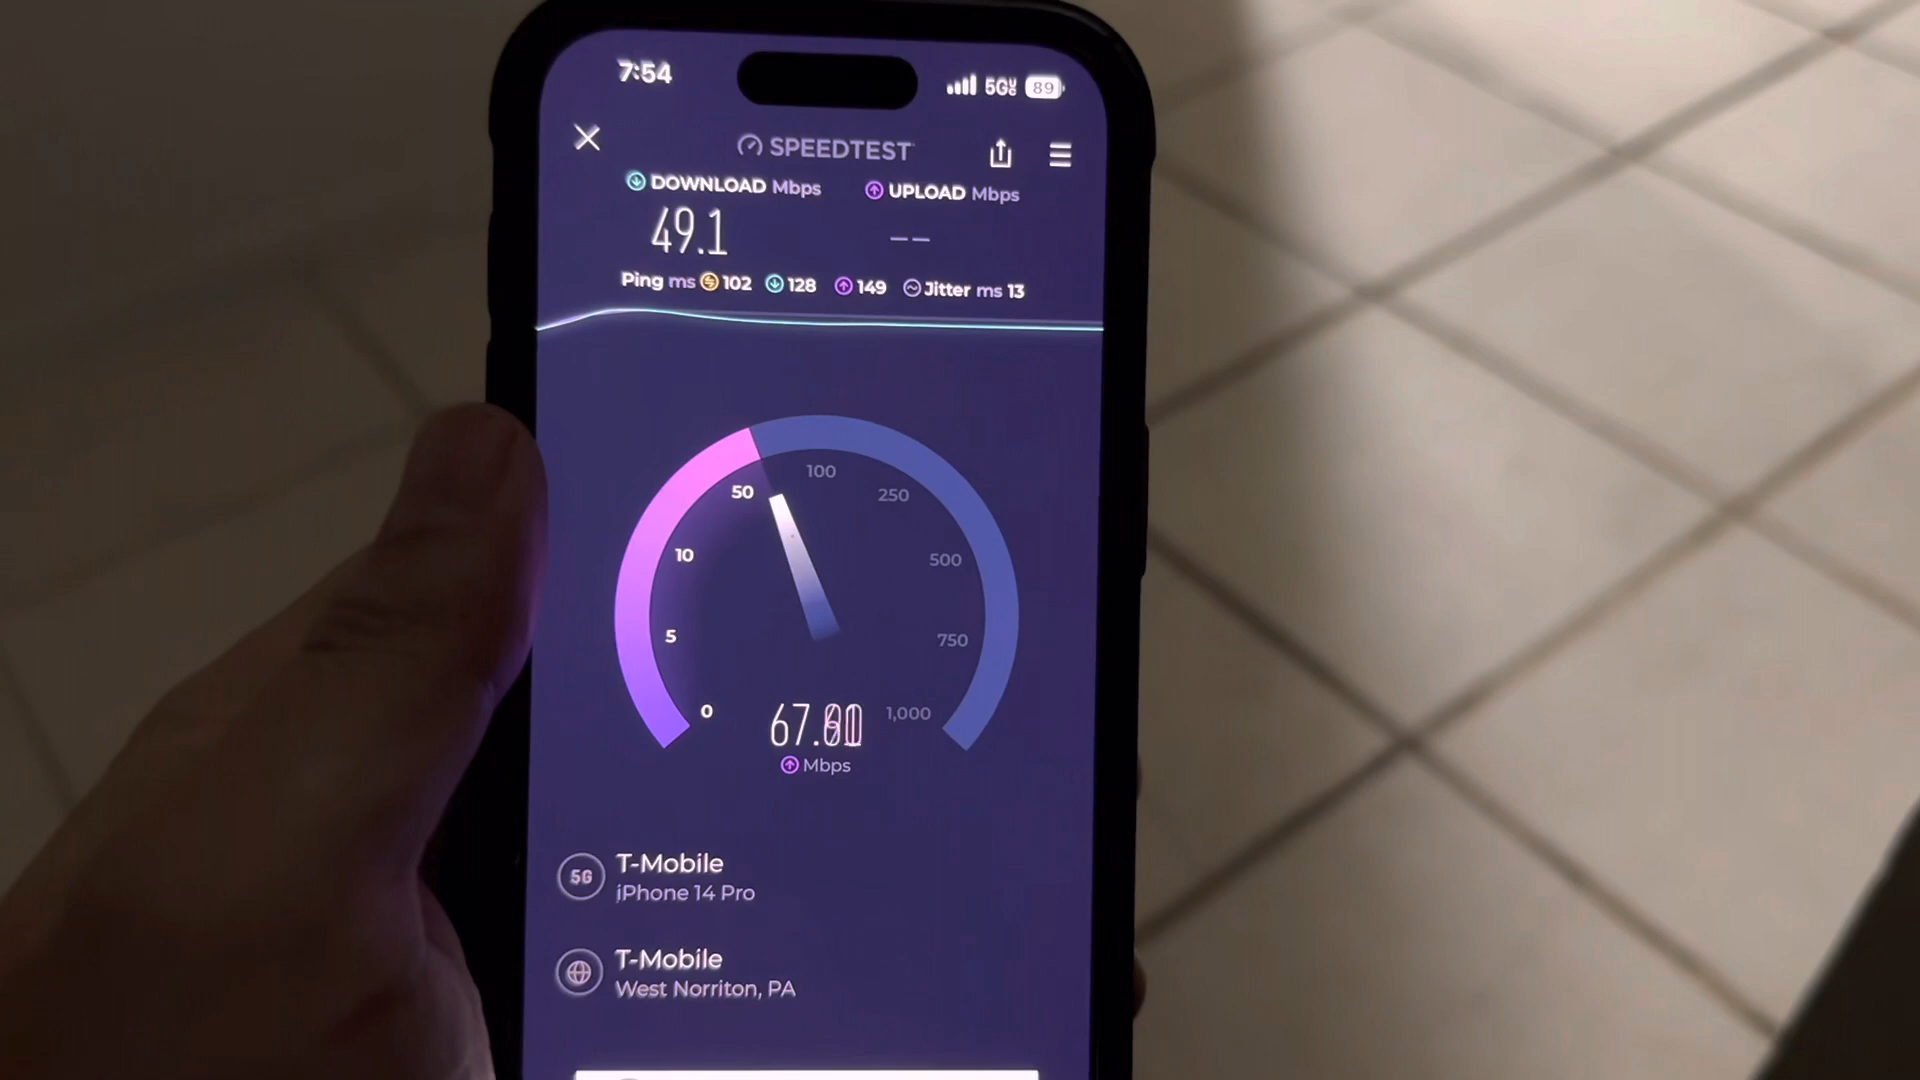 7:54 5G 89
SPEEDTEST
DOWNLOAD Mbps UPLOAD Mbps
49.1 --
Ping ms 102 128 149 Jitter ms 13
0
5
10
50
100
250
500
750
1,000
Mbps
5G T-Mobile
iPhone 14 Pro
T-Mobile
West Norriton, PA